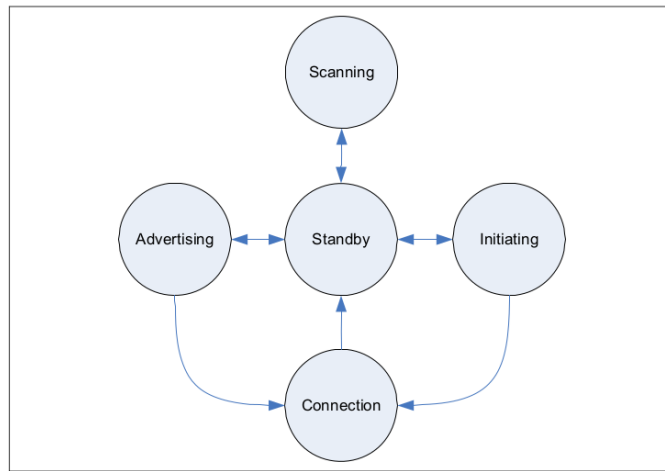 Scanning
Advertising
Standby
Initiating
Connection